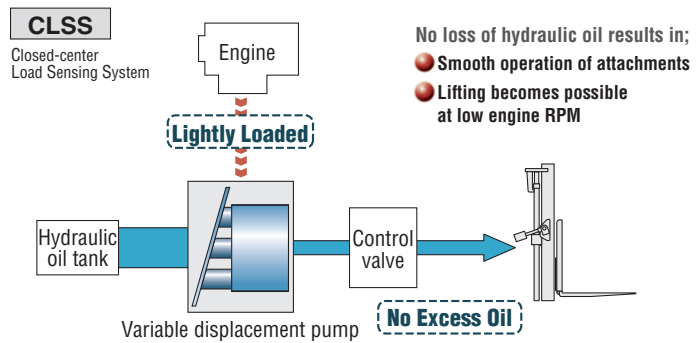 CLSS
Closed-center
Load Sensing System
Engine
No loss of hydraulic oil results in;
Smooth operation of attachments
Lifting becomes possible
at low engine RPM
Lightly Loaded
Hydraulic
oil tank
Control
valve
Variable displacement pump
No Excess Oil